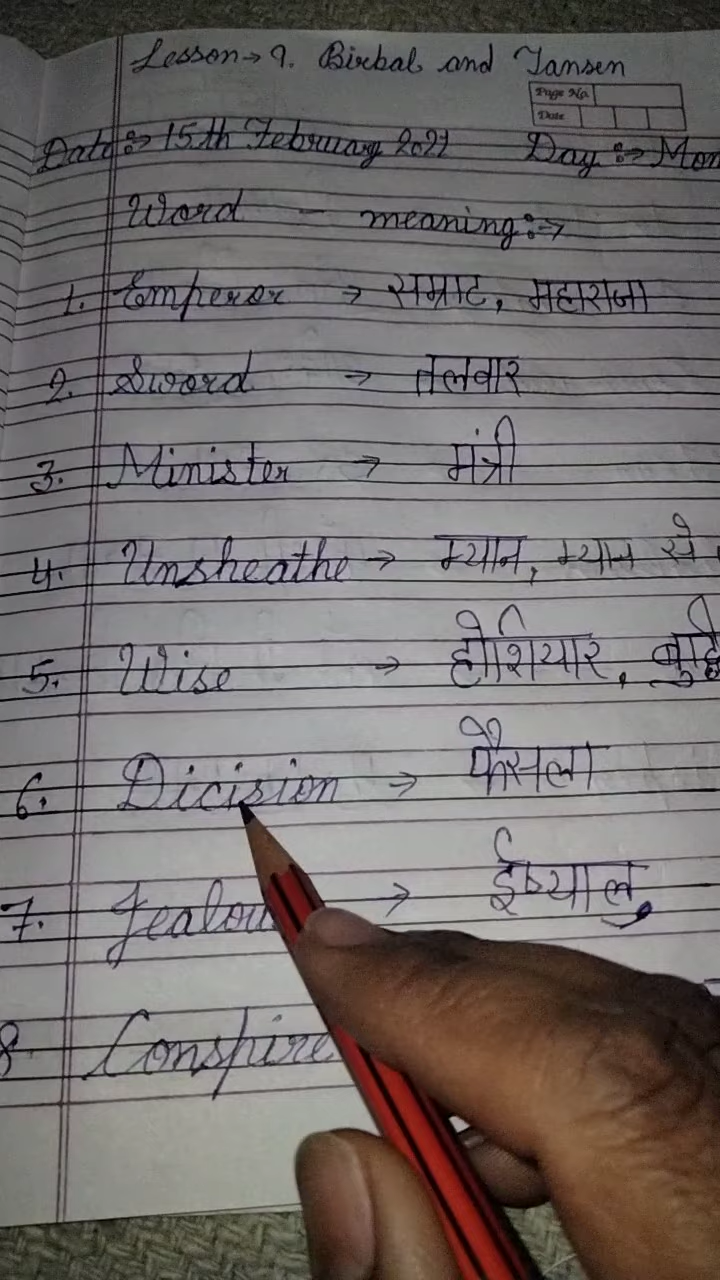 Lesson→ 9. Birbal and Tansen
Page No.
Date
Date:→ 15th February 2021 Day:→ Mon
Word - meaning:→
1. Emperor → सम्राट, महाराजा
2. Sword → तलवार
3. Minister → मंत्री
4. Unsheathe → म्यान, म्यान से
5. Wise → होशियार,
6. Dicision → फैसला
7. Jealou → ईर्ष्यालु
8. Conspire